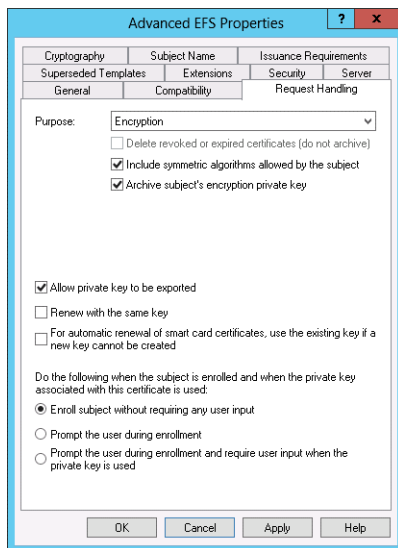 Advanced EFS Properties
? x
Cryptography Subject Name Issuance Requirements
Superseded Templates Extensions Security Server
General Compatibility Request Handling
Purpose: Encryption
Delete revoked or expired certificates (do not archive)
Include symmetric algorithms allowed by the subject
Archive subject's encryption private key
Allow private key to be exported
Renew with the same key
For automatic renewal of smart card certificates, use the existing key if a
new key cannot be created
Do the following when the subject is enrolled and when the private key
associated with this certificate is used:
Enroll subject without requiring any user input
Prompt the user during enrollment
Prompt the user during enrollment and require user input when the
private key is used
OK Cancel Apply Help